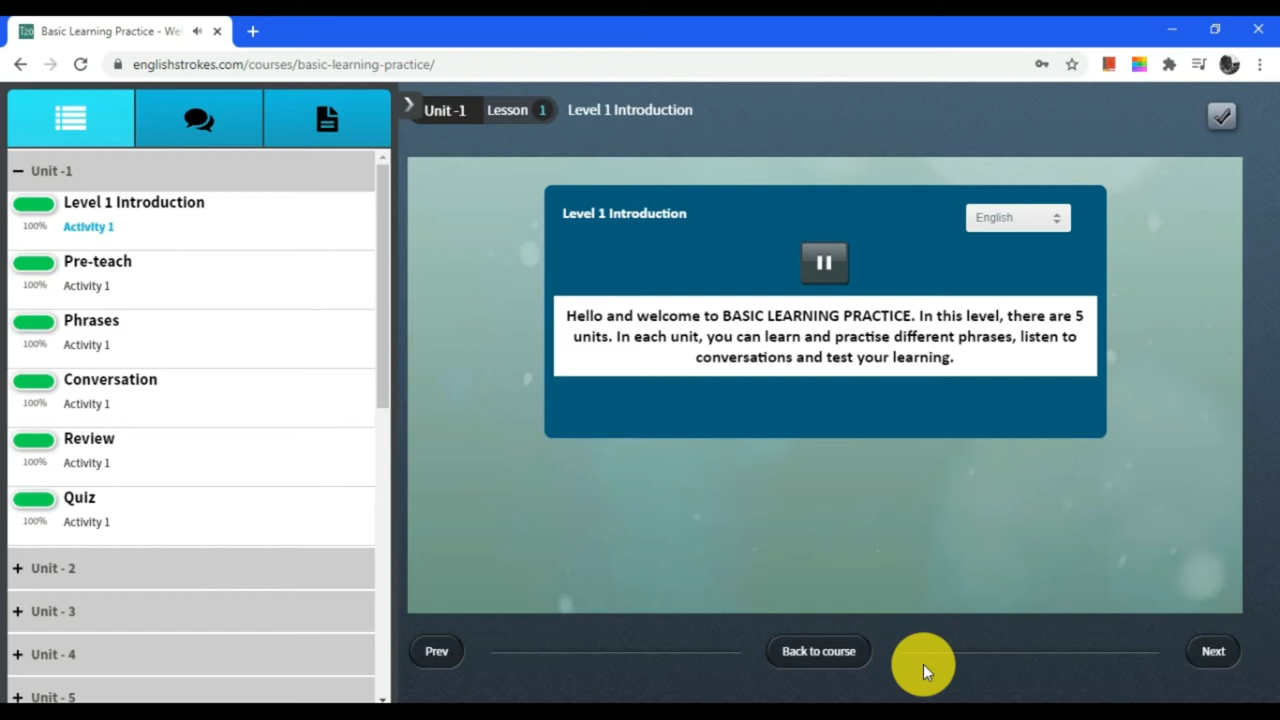 Basic Learning Practice - We
englishstrokes.com/courses/basic-learning-practice/
Unit -1
Level 1 Introduction
100% Activity 1
Pre-teach
100% Activity 1
Phrases
100% Activity 1
Conversation
100% Activity 1
Review
100% Activity 1
Quiz
100% Activity 1
Unit - 2
Unit - 3
Unit - 4
Unit - 5
Unit -1 Lesson 1 Level 1 Introduction
Level 1 Introduction
English
Hello and welcome to BASIC LEARNING PRACTICE. In this level, there are 5
units. In each unit, you can learn and practise different phrases, listen to
conversations and test your learning.
Prev
Back to course
Next